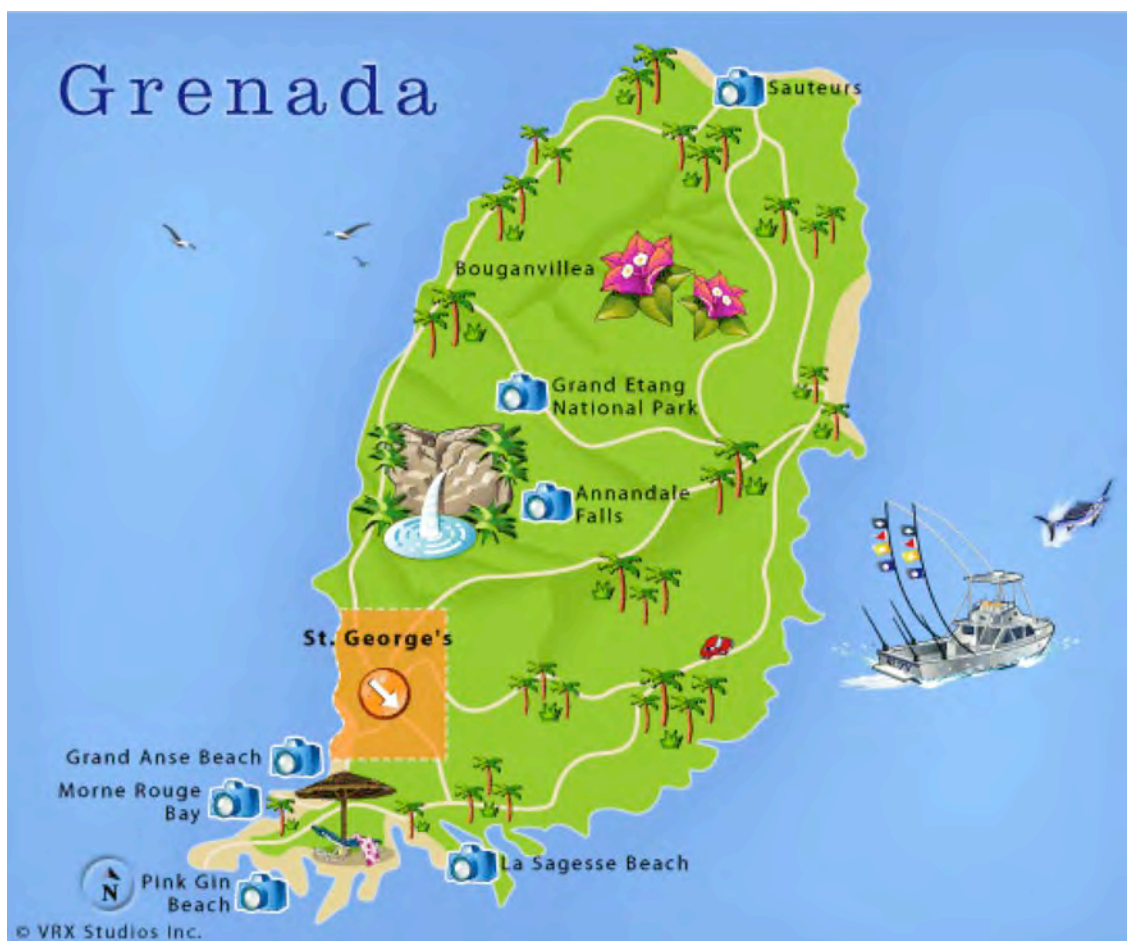 Grenada
Sauteurs
Bouganvillea
Grand Etang
National Park
Annandale
Falls
St. George's
Grand Anse Beach
Morne Rouge
Bay
La Sagesse Beach
Pink Gin
Beach
N
© VRX Studios Inc.